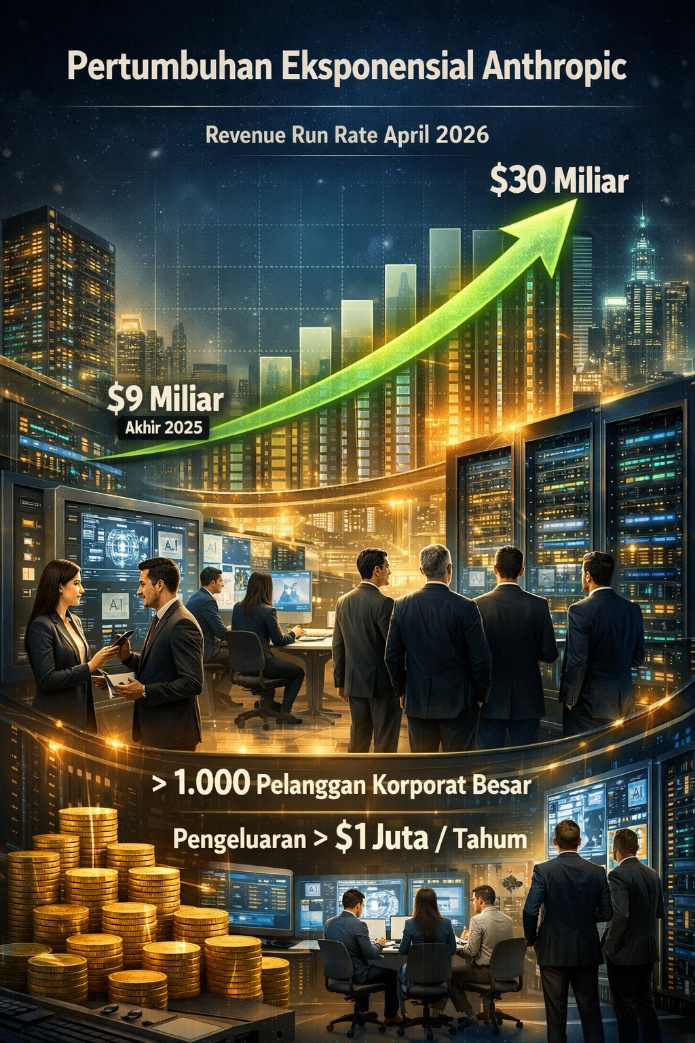 Pertumbuhan Eksponensial Anthropic
Revenue Run Rate April 2026
$30 Miliar
$9 Miliar
Akhir 2025
A.I
A.I
A.I
> 1.000 Pelanggan Korporat Besar
Pengeluaran > $1 Juta / Tahum